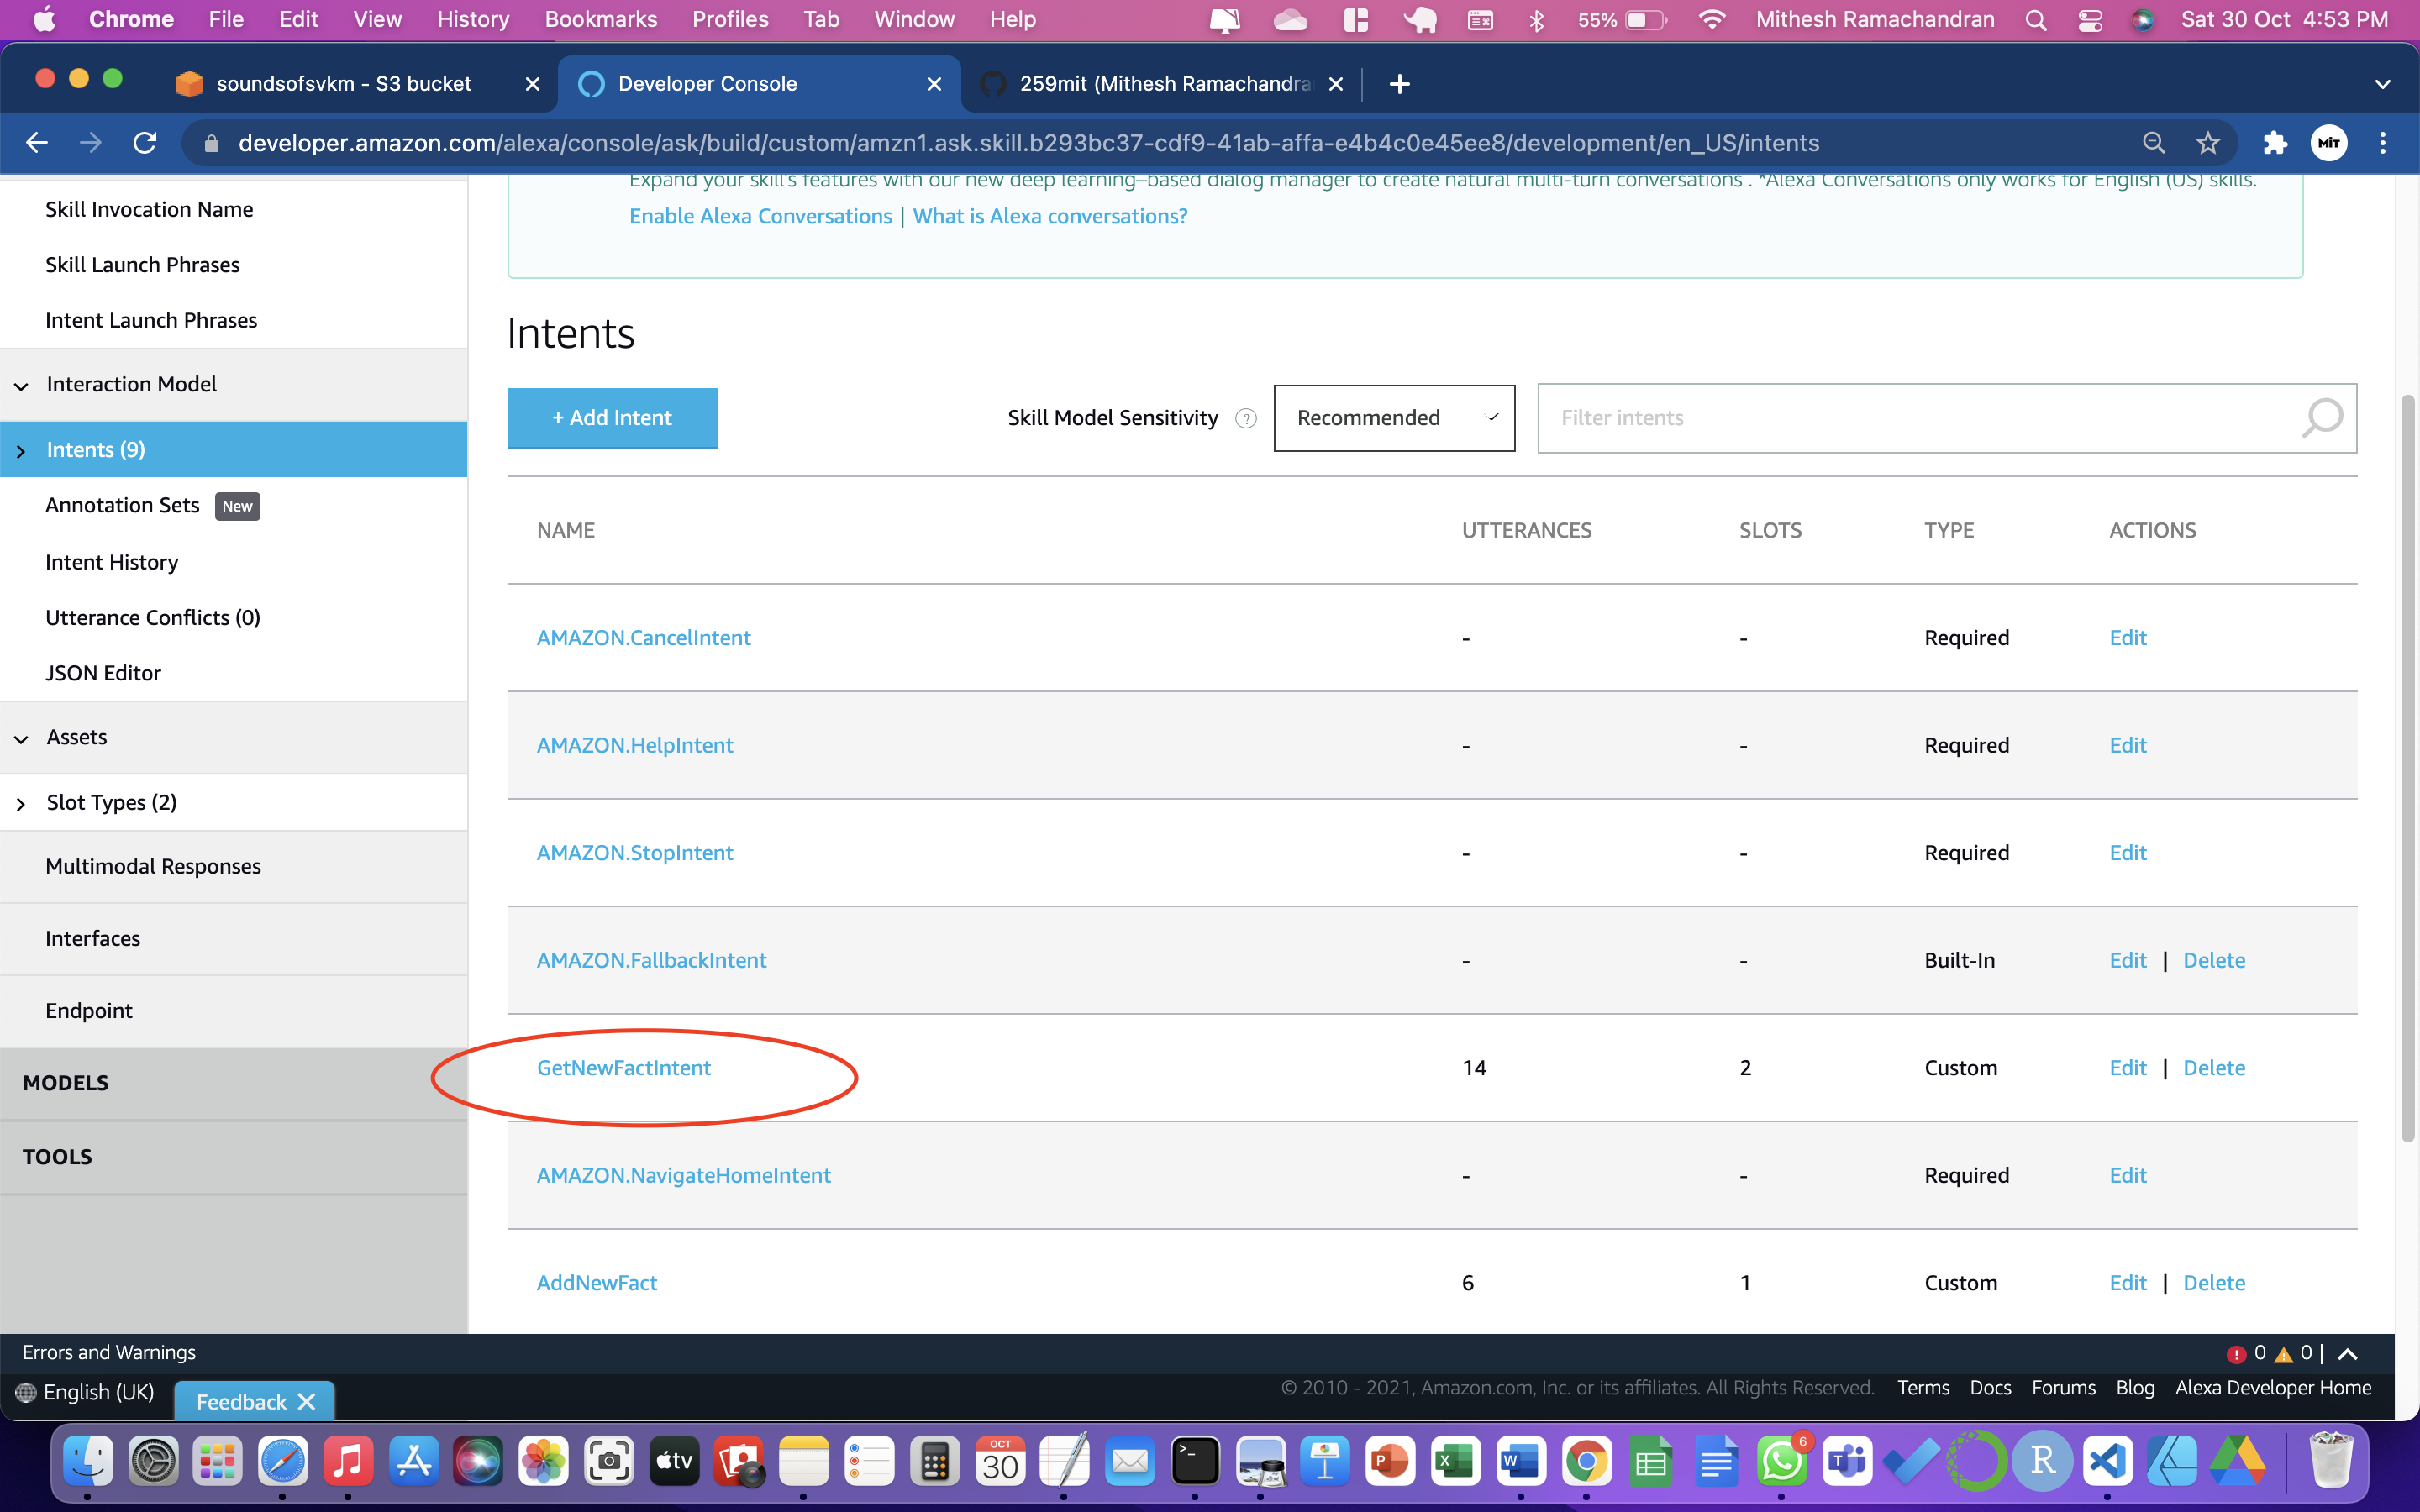 Chrome File Edit View History Bookmarks Profiles Tab Window Help 55% Mithesh Ramachandran Sat 30 Oct 4:53 PM
soundsofsvkm - S3 bucket Developer Console 259mit (Mithesh Ramachandra
developer.amazon.com/alexa/console/ask/build/custom/amzn1.ask.skill.b293bc37-cdf9-41ab-affa-e4b4c0e45ee8/development/en_US/intents MiT
Skill Invocation Name
Skill Launch Phrases
Intent Launch Phrases
Interaction Model
Intents (9)
Annotation Sets New
Intent History
Utterance Conflicts (0)
JSON Editor
Assets
Slot Types (2)
Multimodal Responses
Interfaces
Endpoint
MODELS
TOOLS
Expand your skill's features with our new deep learning–based dialog manager to create natural multi-turn conversations . *Alexa Conversations only works for English (US) skills.
Enable Alexa Conversations | What is Alexa conversations?
Intents
+ Add Intent Skill Model Sensitivity ? Recommended Filter intents
NAME UTTERANCES SLOTS TYPE ACTIONS
AMAZON.CancelIntent - - Required Edit
AMAZON.HelpIntent - - Required Edit
AMAZON.StopIntent - - Required Edit
AMAZON.FallbackIntent - - Built-In Edit | Delete
GetNewFactIntent 14 2 Custom Edit | Delete
AMAZON.NavigateHomeIntent - - Required Edit
AddNewFact 6 1 Custom Edit | Delete
Errors and Warnings 0 0 |
English (UK) Feedback © 2010 - 2021, Amazon.com, Inc. or its affiliates. All Rights Reserved. Terms Docs Forums Blog Alexa Developer Home
tv OCT 30 >_ P X W 6 T R